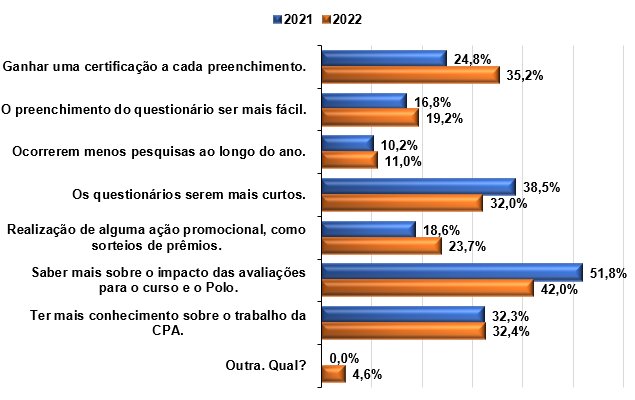 2021 2022
Ganhar uma certificação a cada preenchimento. 24,8%
35,2%
O preenchimento do questionário ser mais fácil. 16,8%
19,2%
Ocorrerem menos pesquisas ao longo do ano. 10,2%
11,0%
Os questionários serem mais curtos. 38,5%
32,0%
Realização de alguma ação promocional, como 18,6%
sorteios de prêmios. 23,7%
Saber mais sobre o impacto das avaliações 51,8%
para o curso e o Polo. 42,0%
Ter mais conhecimento sobre o trabalho da 32,3%
CPA. 32,4%
Outra. Qual? 0,0%
4,6%